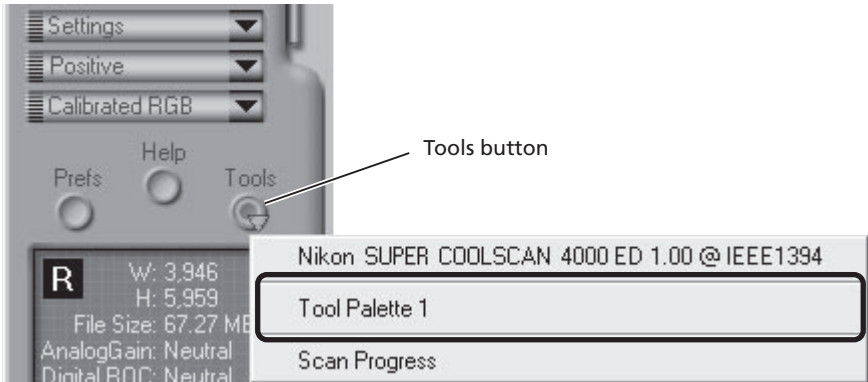 Settings
Positive
Calibrated RGB
Help
Prefs
Tools
Tools button
R
W: 3,946
H: 5,959
File Size: 67.27 MB
AnalogGain: Neutral
Digital ROC: Neutral
Nikon SUPER COOLSCAN 4000 ED 1.00 @ IEEE1394
Tool Palette 1
Scan Progress